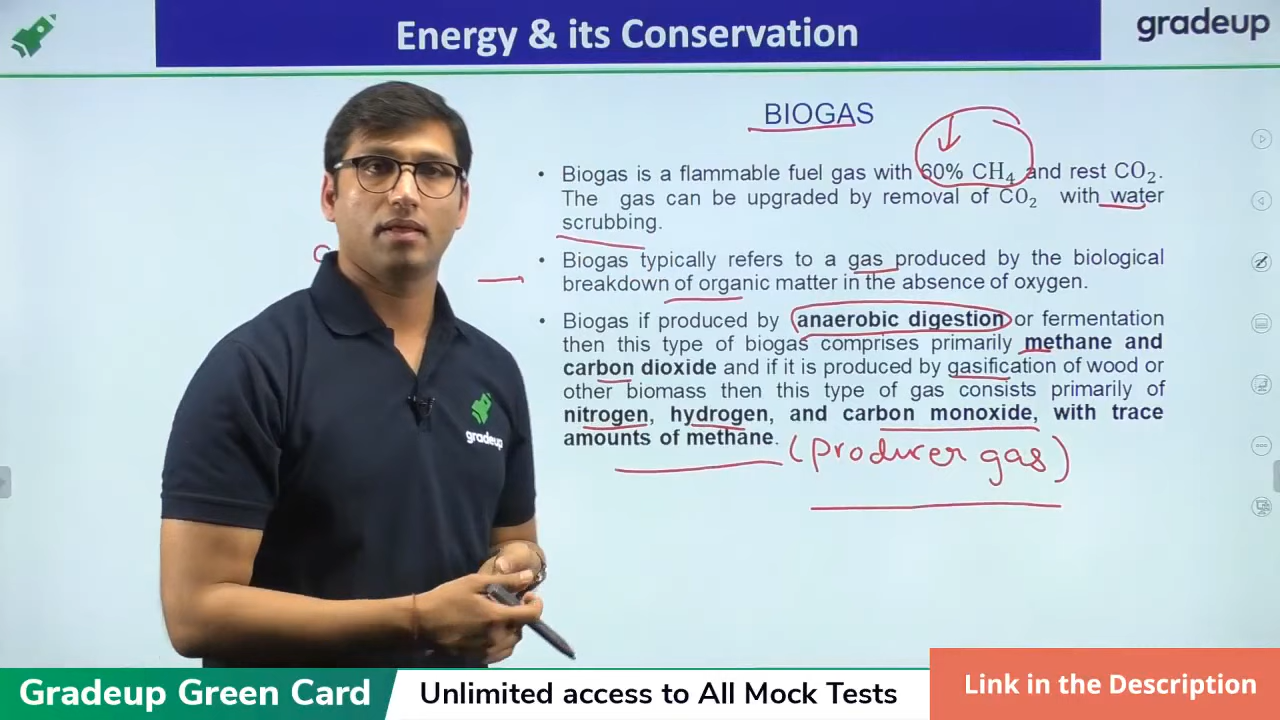 Energy & its Conservation
gradeup
BIOGAS
• Biogas is a flammable fuel gas with 60% CH₄ and rest CO₂.
The gas can be upgraded by removal of CO₂ with water
scrubbing.
• Biogas typically refers to a gas produced by the biological
breakdown of organic matter in the absence of oxygen.
• Biogas if produced by anaerobic digestion or fermentation
then this type of biogas comprises primarily methane and
carbon dioxide and if it is produced by gasification of wood or
other biomass then this type of gas consists primarily of
nitrogen, hydrogen, and carbon monoxide, with trace
amounts of methane.
(Producer gas)
gradeup
Gradeup Green Card
Unlimited access to All Mock Tests
Link in the Description